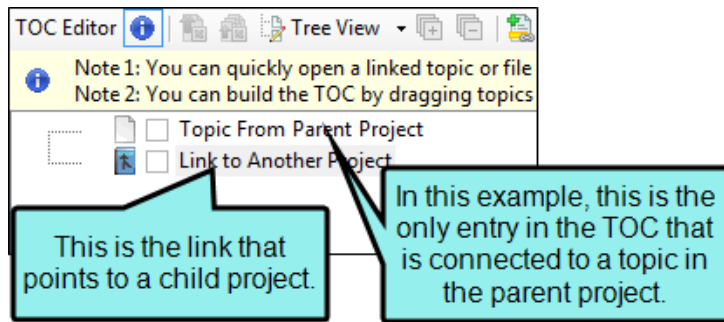 TOC Editor Tree View
Note 1: You can quickly open a linked topic or file
Note 2: You can build the TOC by dragging topics
Topic From Parent Project
Link to Another Project
This is the link that
points to a child project.
In this example, this is the
only entry in the TOC that
is connected to a topic in
the parent project.